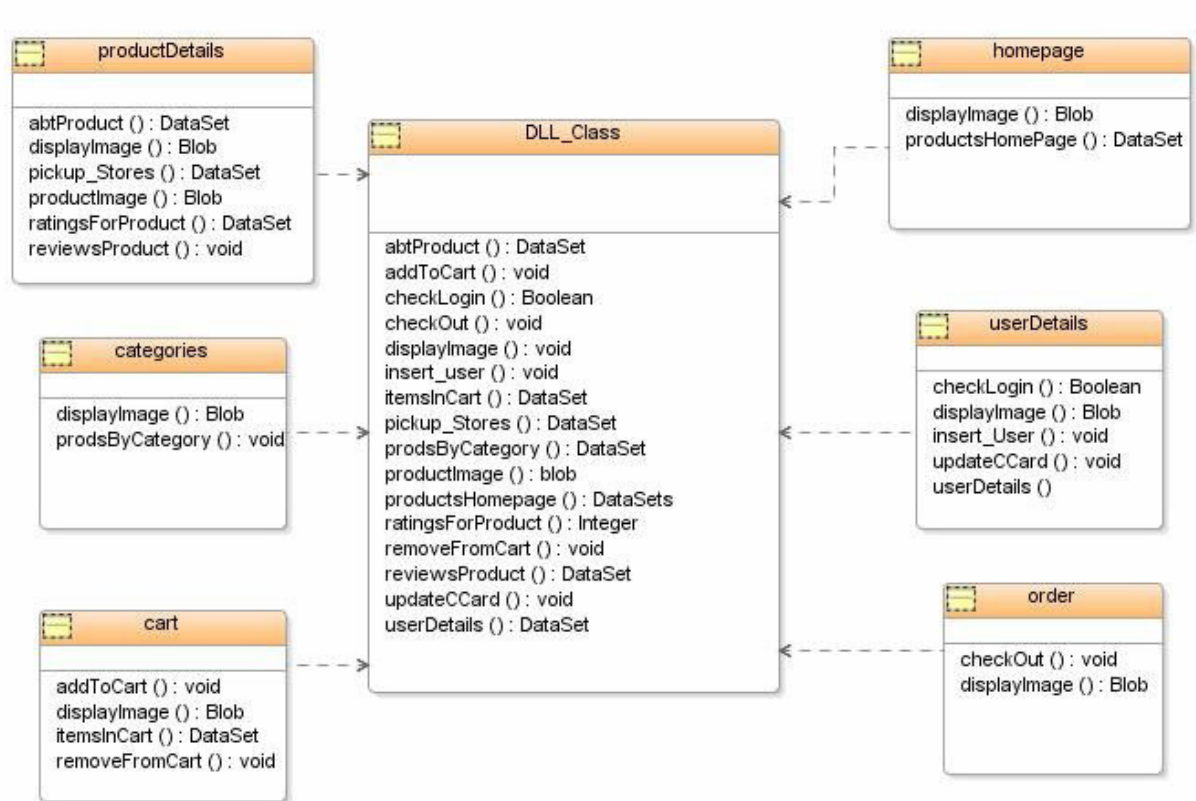 productDetails
abtProduct () : DataSet
displayImage () : Blob
pickup_Stores () : DataSet
productImage () : Blob
ratingsForProduct () : DataSet
reviewsProduct () : void
categories
displayImage () : Blob
prodsByCategory () : void
cart
addToCart () : void
displayImage () : Blob
itemsInCart () : DataSet
removeFromCart () : void
DLL_Class
abtProduct () : DataSet
addToCart () : void
checkLogin () : Boolean
checkOut () : void
displayImage () : void
insert_user () : void
itemsInCart () : DataSet
pickup_Stores () : DataSet
prodsByCategory () : DataSet
productImage () : blob
productsHomepage () : DataSets
ratingsForProduct () : Integer
removeFromCart () : void
reviewsProduct () : DataSet
updateCCard () : void
userDetails () : DataSet
homepage
displayImage () : Blob
productsHomePage () : DataSet
userDetails
checkLogin () : Boolean
displayImage () : Blob
insert_User () : void
updateCCard () : void
userDetails ()
order
checkOut () : void
displayImage () : Blob